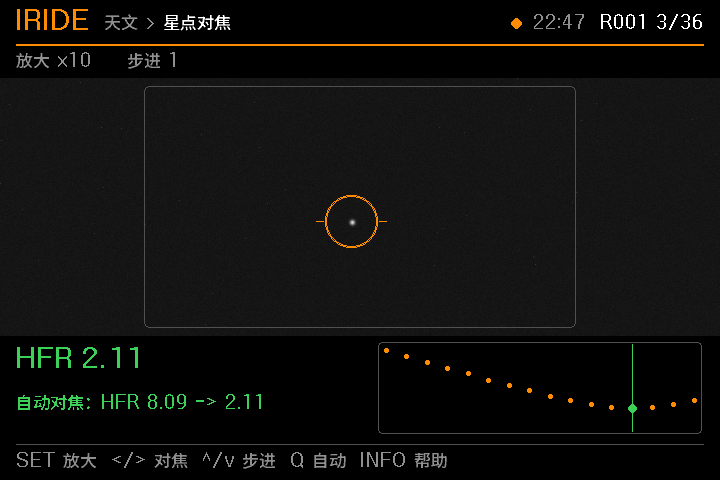 IRIDE 天文 > 星点对焦 22:47 R001 3/36
放大 x10 步进 1
HFR 2.11
自动对焦: HFR 8.09 -> 2.11
SET 放大 </> 对焦 ^/v 步进 Q 自动 INFO 帮助